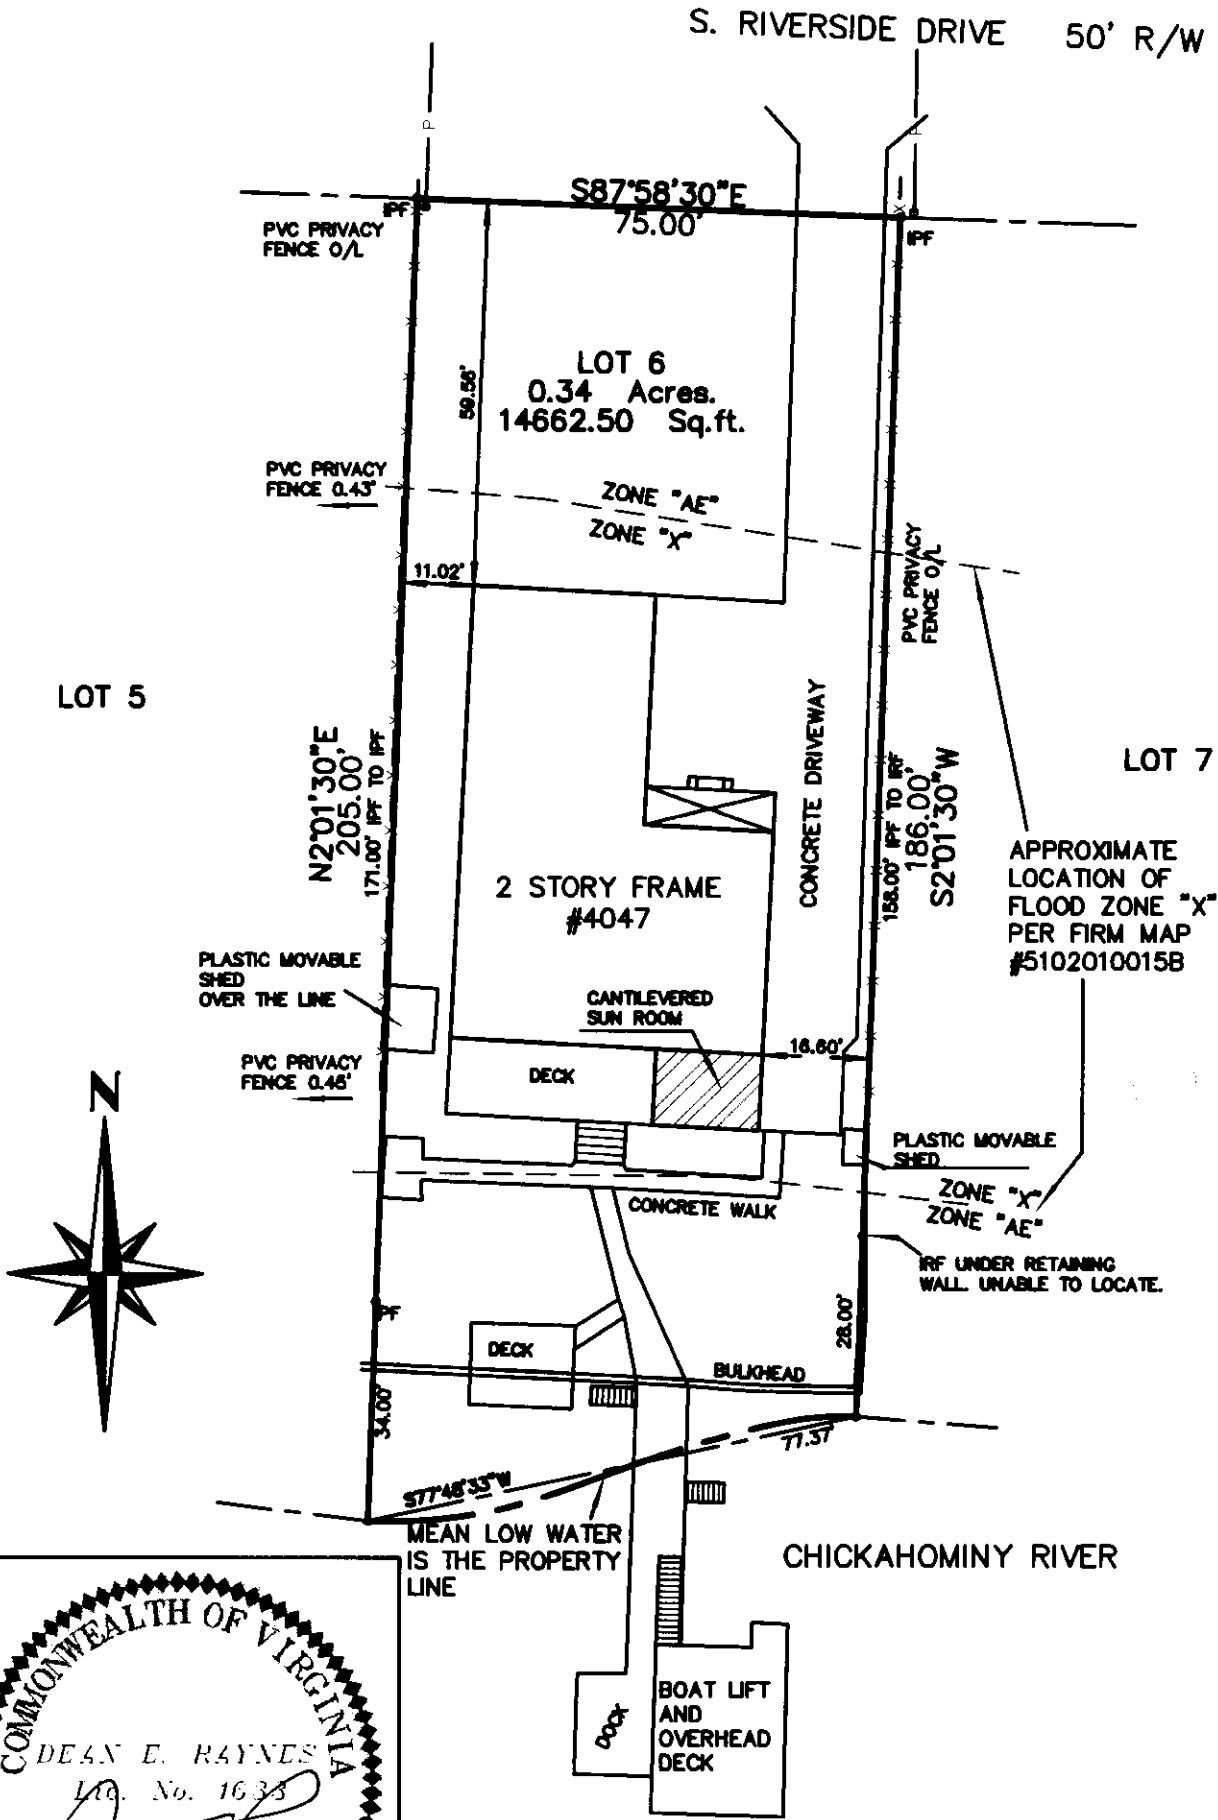 S. RIVERSIDE DRIVE 50' R/W
P
P
S87°58'30"E
75.00'
IPF
IPF
PVC PRIVACY
FENCE O/L
LOT 6
0.34 Acres.
14662.50 Sq.ft.
59.56'
PVC PRIVACY
FENCE 0.43'
ZONE "AE"
ZONE "X"
PVC PRIVACY
FENCE O/L
11.02'
LOT 5
N2°01'30"E
205.00'
171.00' IPF TO IPF
CONCRETE DRIVEWAY
158.00' IPF TO IRF
186.00'
S2°01'30"W
LOT 7
APPROXIMATE
LOCATION OF
FLOOD ZONE "X"
PER FIRM MAP
#5102010015B
2 STORY FRAME
#4047
PLASTIC MOVABLE
SHED
OVER THE LINE
CANTILEVERED
SUN ROOM
16.60'
PVC PRIVACY
FENCE 0.46'
DECK
N
PLASTIC MOVABLE
SHED
ZONE "X"
ZONE "AE"
CONCRETE WALK
IRF UNDER RETAINING
WALL. UNABLE TO LOCATE.
IPF
28.00'
DECK
BULKHEAD
34.00'
77.37
S77°48'33"W
MEAN LOW WATER
IS THE PROPERTY
LINE
CHICKAHOMINY RIVER
COMMONWEALTH OF VIRGINIA
DEAN E. RAYNES
Lic. No. 1633
DOCK
BOAT LIFT
AND
OVERHEAD
DECK